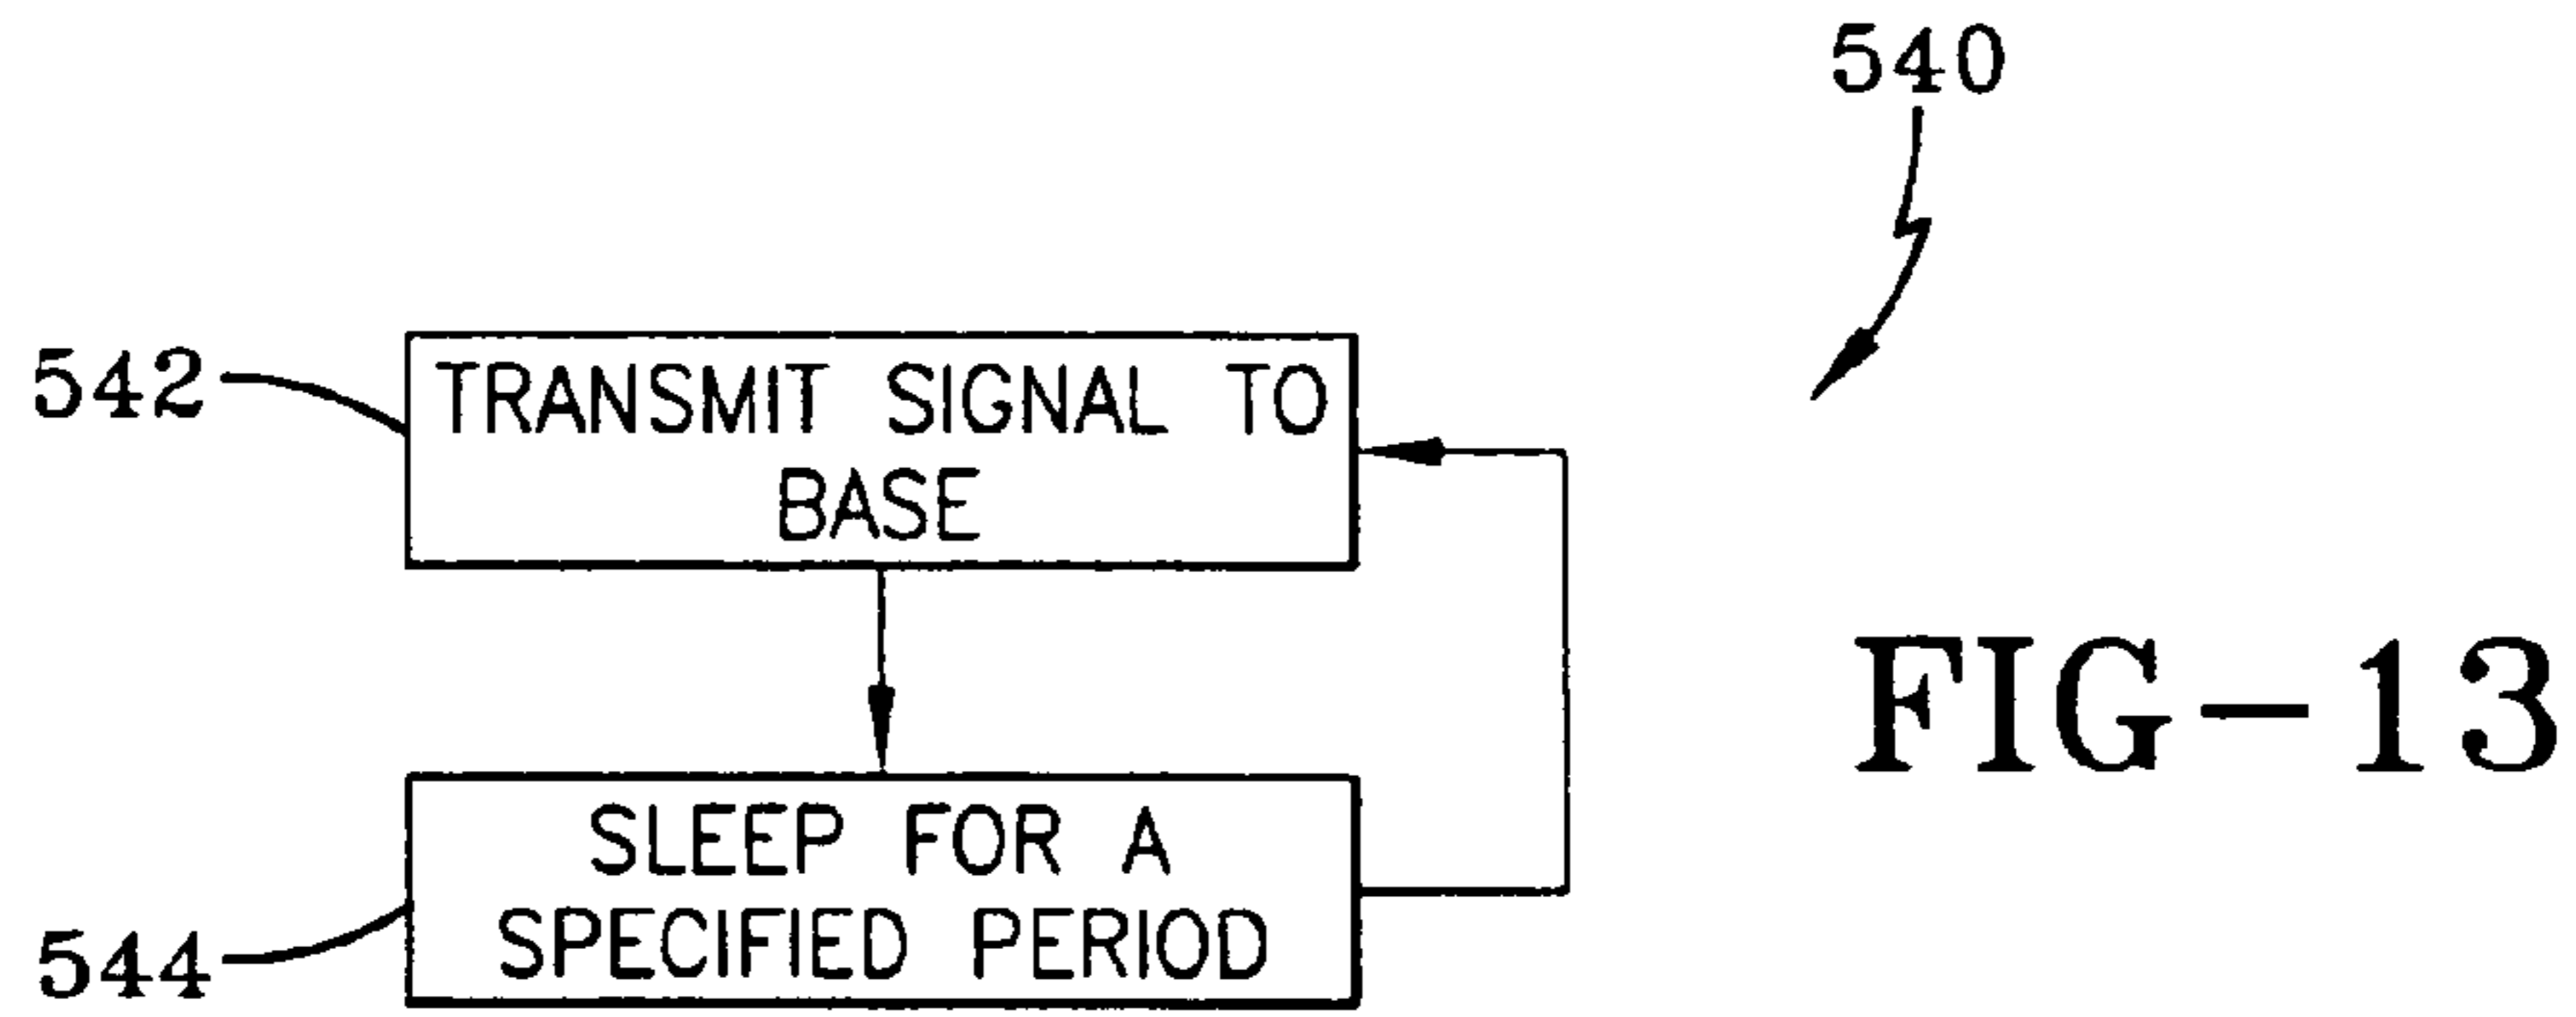 540
542
TRANSMIT SIGNAL TO
BASE
FIG-13
SLEEP FOR A
SPECIFIED PERIOD
544